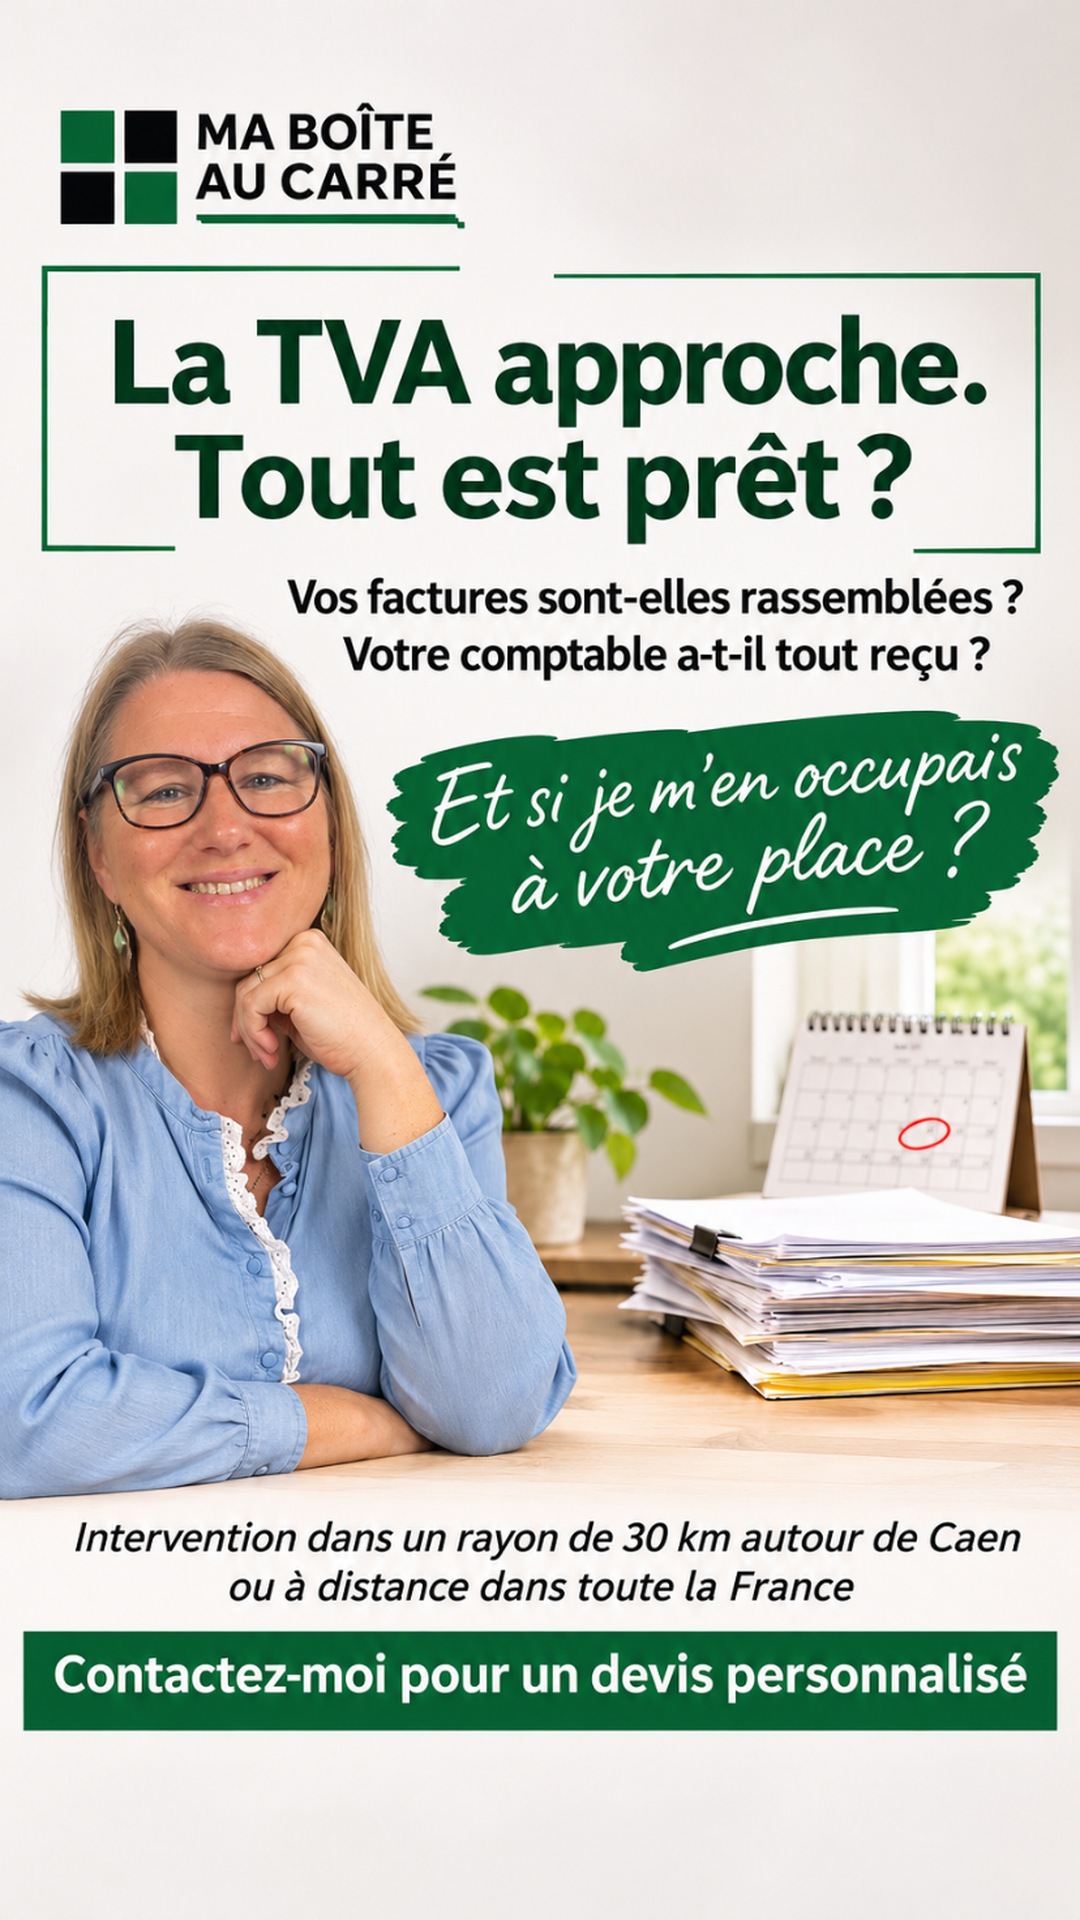 MA BOÎTE
AU CARRÉ
La TVA approche.
Tout est prêt ?
Vos factures sont-elles rassemblées ?
Votre comptable a-t-il tout reçu ?
Et si je m'en occupais
à votre place ?
Intervention dans un rayon de 30 km autour de Caen
ou à distance dans toute la France
Contactez-moi pour un devis personnalisé